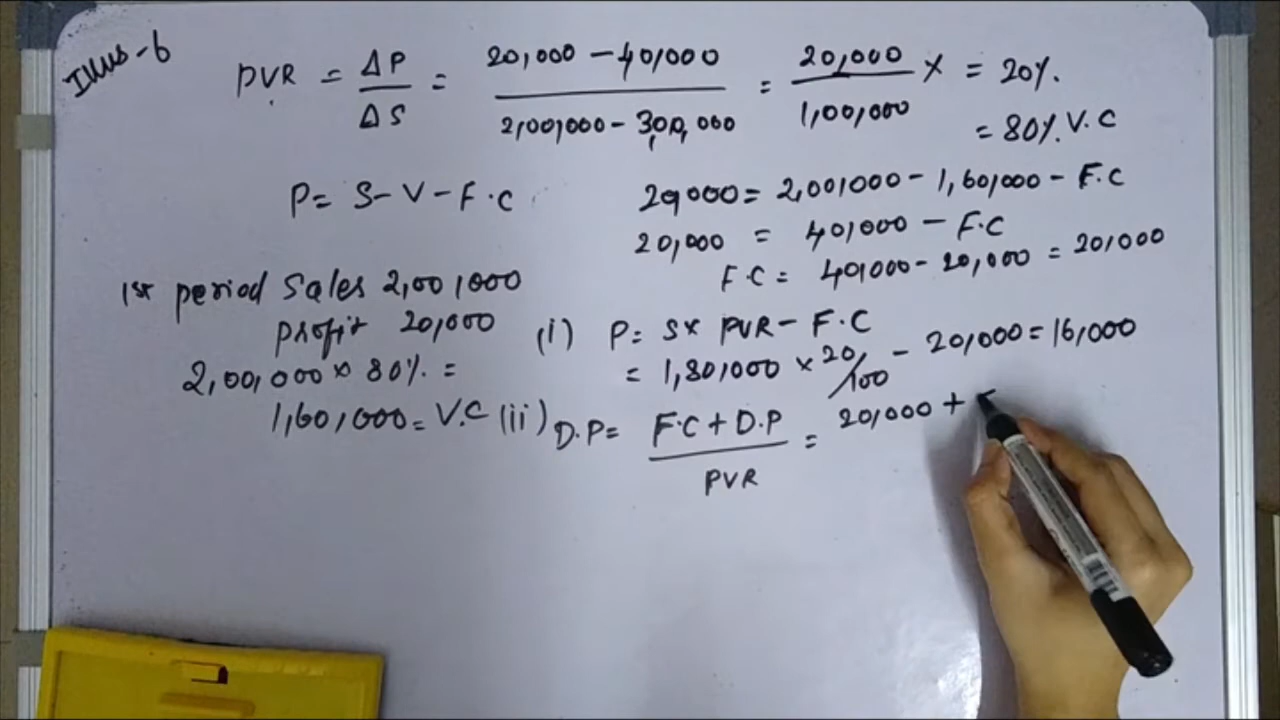 Illus-6
PVR = ΔP/ΔS = 20,000 - 40,000 / 2,00,000 - 3,00,000 = 20,000/1,00,000 × = 20%.
= 80%. V.C
P = S - V - F.C
20,000 = 2,00,000 - 1,60,000 - F.C
20,000 = 40,000 - F.C
F.C = 40,000 - 20,000 = 20,000
1st period Sales 2,00,000
profit 20,000
2,00,000 × 80%. =
1,60,000 = V.C
(i) P = S × PVR - F.C
= 1,80,000 × 20/100 - 20,000 = 16,000
(ii) D.P = F.C + D.P / PVR = 20,000 +